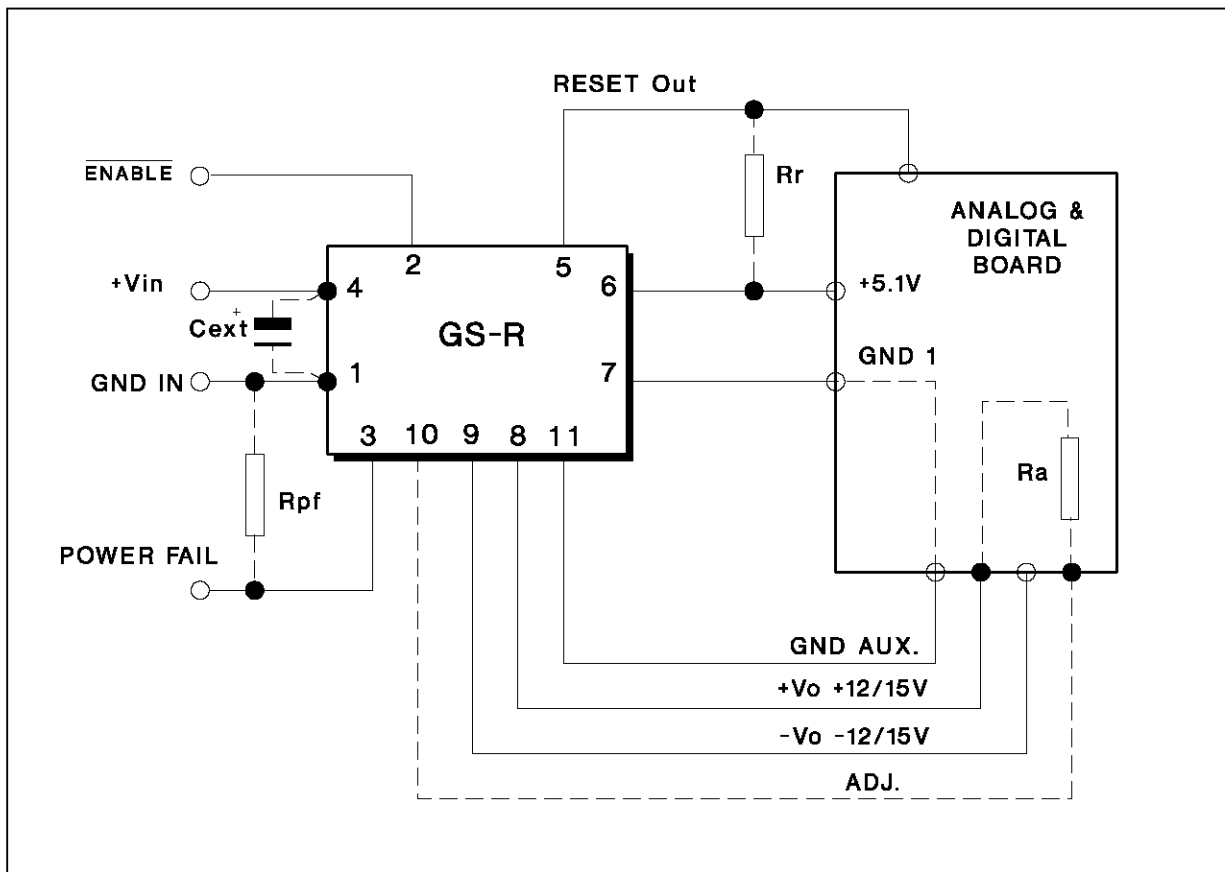 RESET Out
ENABLE
Rr
ANALOG &
DIGITAL
BOARD
2
5
+Vin
4
6
+5.1V
+
Cext
GS-R
GND 1
GND IN
1
7
3
10
9
8
11
Ra
Rpf
POWER FAIL
GND AUX.
+Vo +12/15V
-Vo -12/15V
ADJ.